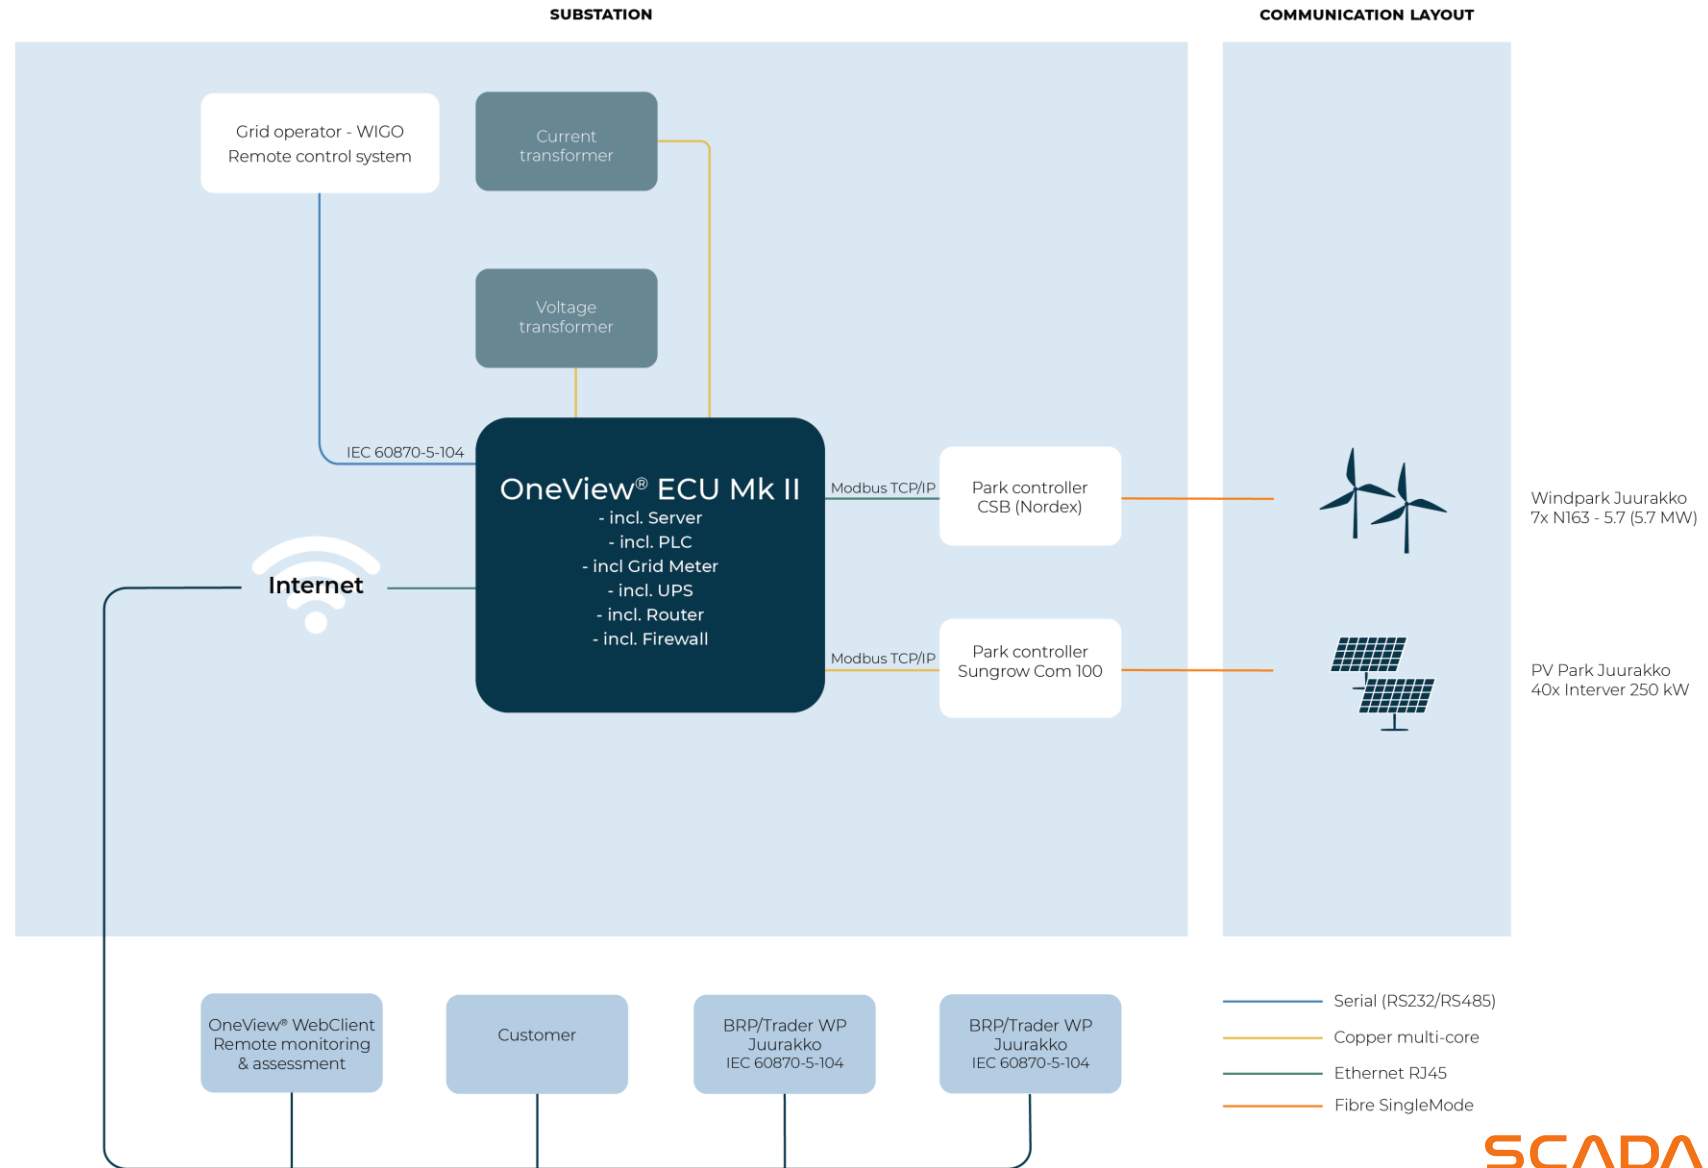 SUBSTATION
COMMUNICATION LAYOUT
Grid operator - WIGO
Remote control system
Current
transformer
Voltage
transformer
IEC 60870-5-104
OneView® ECU Mk II
- incl. Server
- incl. PLC
- incl Grid Meter
- incl. UPS
- incl. Router
- incl. Firewall
Internet
Modbus TCP/IP
Park controller
CSB (Nordex)
Modbus TCP/IP
Park controller
Sungrow Com 100
Windpark Juurakko
7x N163 - 5.7 (5.7 MW)
PV Park Juurakko
40x Interver 250 kW
OneView® WebClient
Remote monitoring
& assessment
Customer
BRP/Trader WP
Juurakko
IEC 60870-5-104
BRP/Trader WP
Juurakko
IEC 60870-5-104
Serial (RS232/RS485)
Copper multi-core
Ethernet RJ45
Fibre SingleMode
SCADA